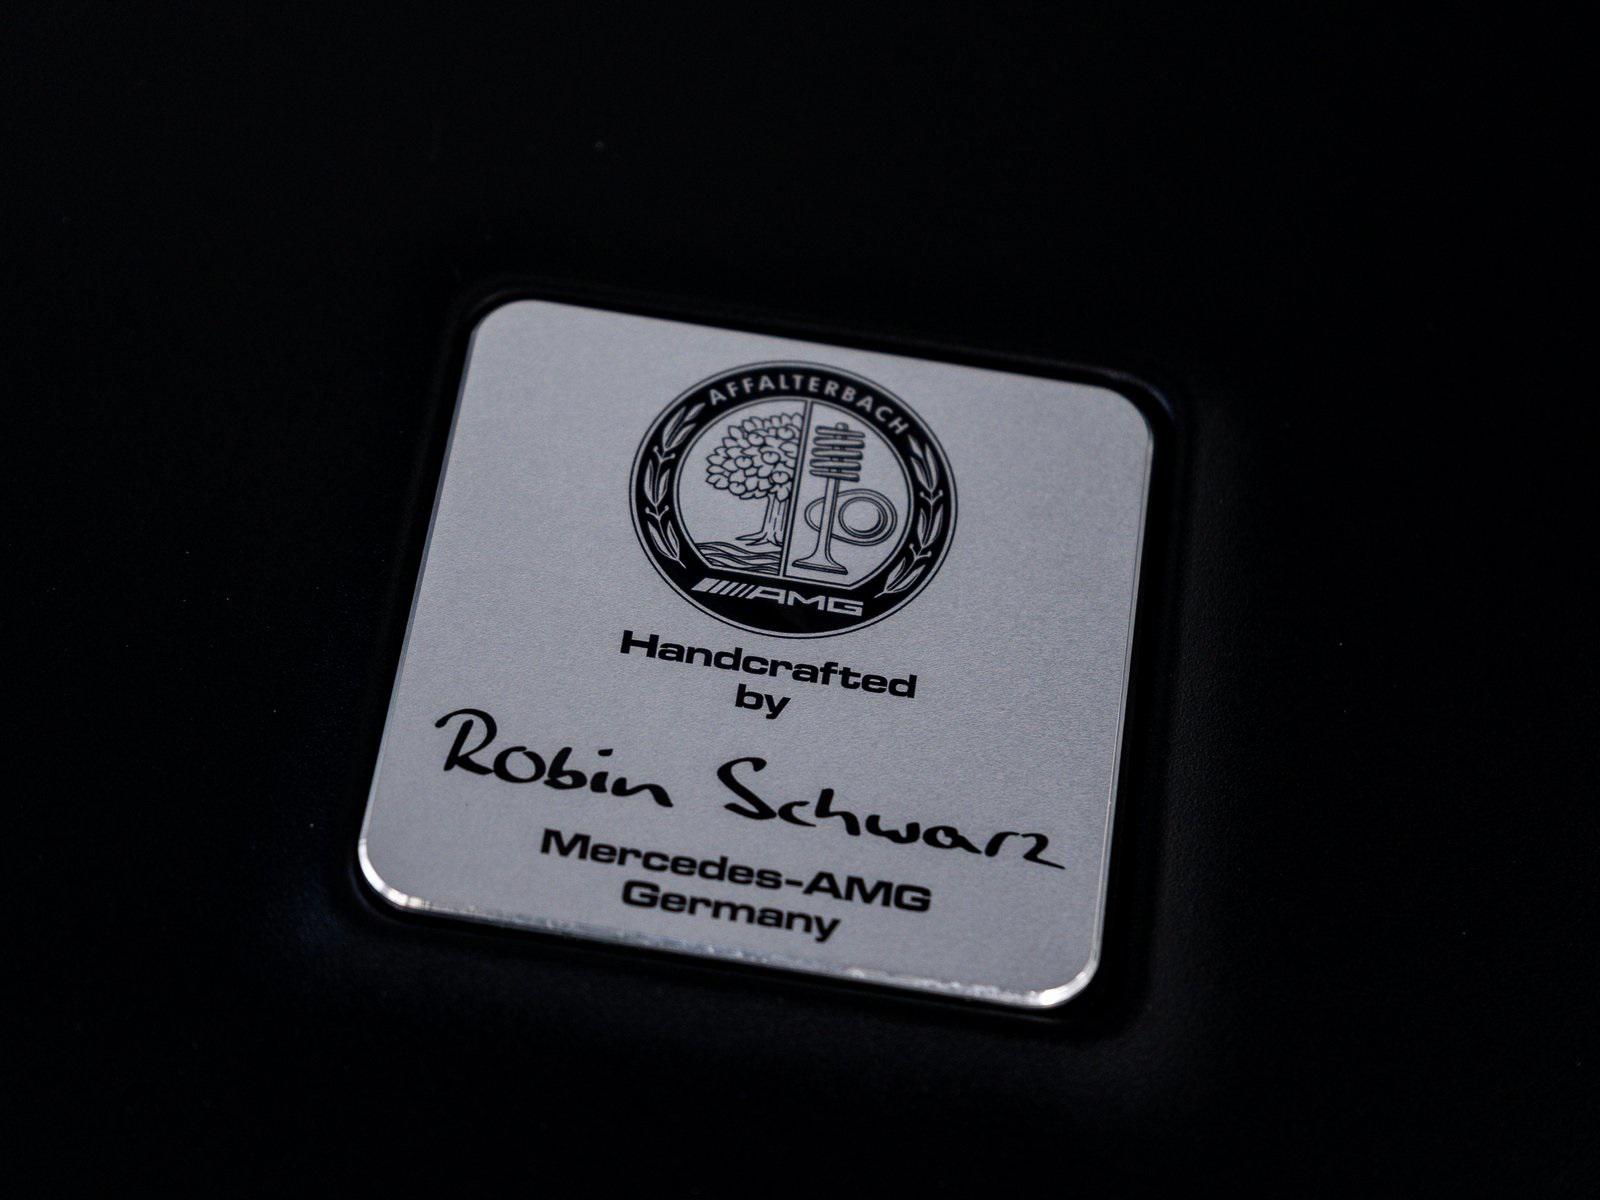 AFFALTERBACH
AMG
Handcrafted
by
Robin Schwarz
Mercedes-AMG
Germany